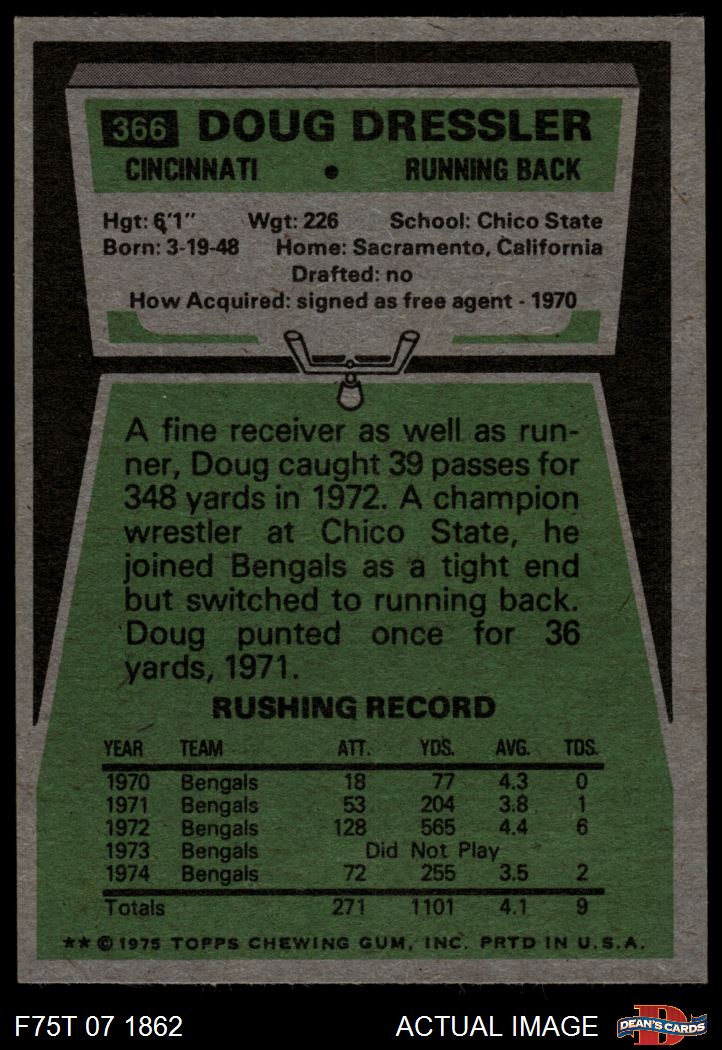 366 DOUG DRESSLER
CINCINNATI • RUNNING BACK
Hgt: 6'1" Wgt: 226 School: Chico State
Born: 3-19-48 Home: Sacramento, California
Drafted: no
How Acquired: signed as free agent - 1970
A fine receiver as well as run-
ner, Doug caught 39 passes for
348 yards in 1972. A champion
wrestler at Chico State, he
joined Bengals as a tight end
but switched to running back.
Doug punted once for 36
yards, 1971.
RUSHING RECORD
YEAR TEAM ATT. YDS. AVG. TDS.
1970 Bengals 18 77 4.3 0
1971 Bengals 53 204 3.8 1
1972 Bengals 128 565 4.4 6
1973 Bengals Did Not Play
1974 Bengals 72 255 3.5 2
Totals 271 1101 4.1 9
** © 1975 TOPPS CHEWING GUM, INC. PRTD IN U.S.A.
F75T 07 1862 ACTUAL IMAGE D DEAN'S CARDS